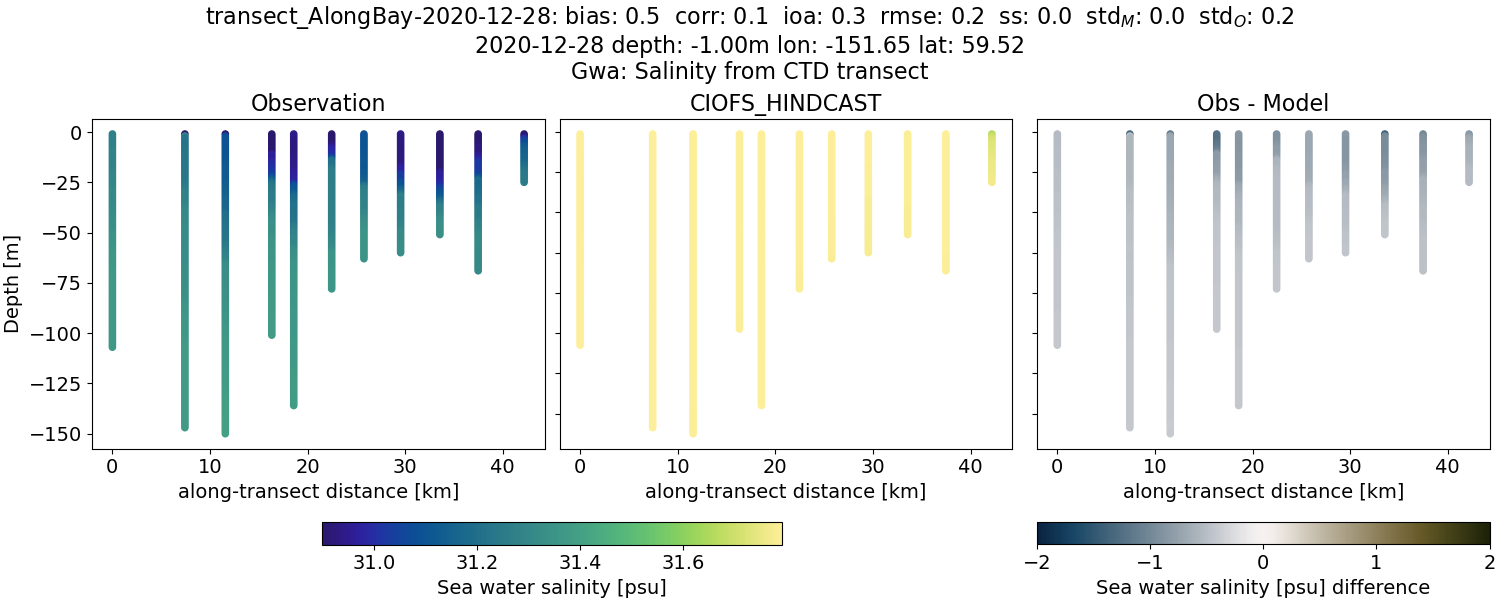 transect_AlongBay-2020-12-28: bias: 0.5 corr: 0.1 ioa: 0.3 rmse: 0.2 ss: 0.0 std_M: 0.0 std_O: 0.2
2020-12-28 depth: -1.00m lon: -151.65 lat: 59.52
Gwa: Salinity from CTD transect
Observation CIOFS_HINDCAST Obs - Model
Depth [m]
0
−25
−50
−75
−100
−125
−150
0 10 20 30 40 0 10 20 30 40 0 10 20 30 40
along-transect distance [km] along-transect distance [km] along-transect distance [km]
31.0 31.2 31.4 31.6 −2 −1 0 1 2
Sea water salinity [psu] Sea water salinity [psu] difference